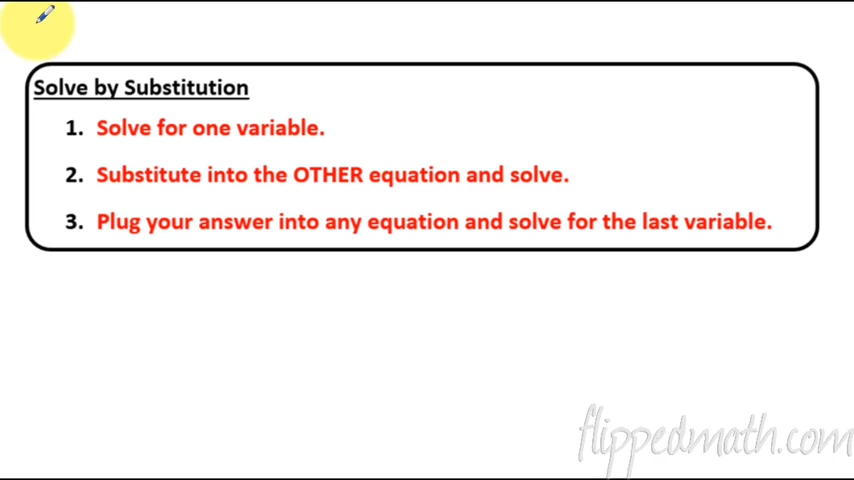 Solve by Substitution
1. Solve for one variable.
2. Substitute into the OTHER equation and solve.
3. Plug your answer into any equation and solve for the last variable.
flippedmath.com